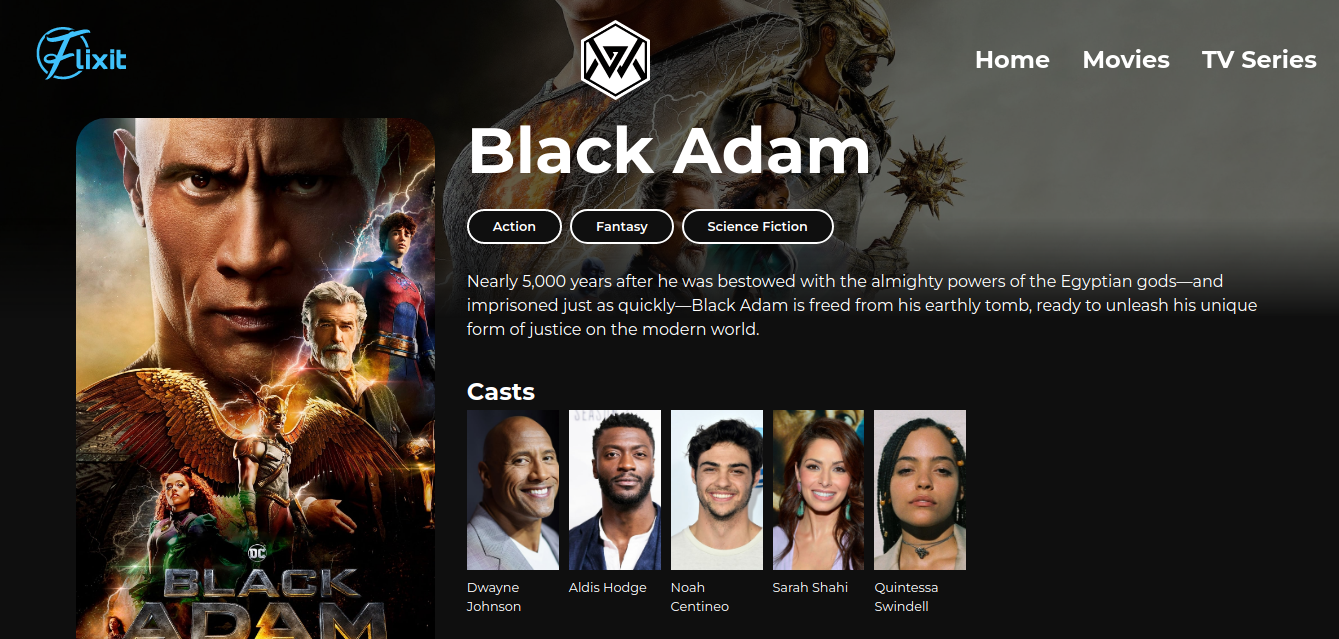 Flixit
Home Movies TV Series
Black Adam
Action Fantasy Science Fiction
Nearly 5,000 years after he was bestowed with the almighty powers of the Egyptian gods—and
imprisoned just as quickly—Black Adam is freed from his earthly tomb, ready to unleash his unique
form of justice on the modern world.
Casts
SEASO
Dwayne
Johnson
Aldis Hodge
Noah
Centineo
Sarah Shahi
Quintessa
Swindell
DC
BLACK
ADAM